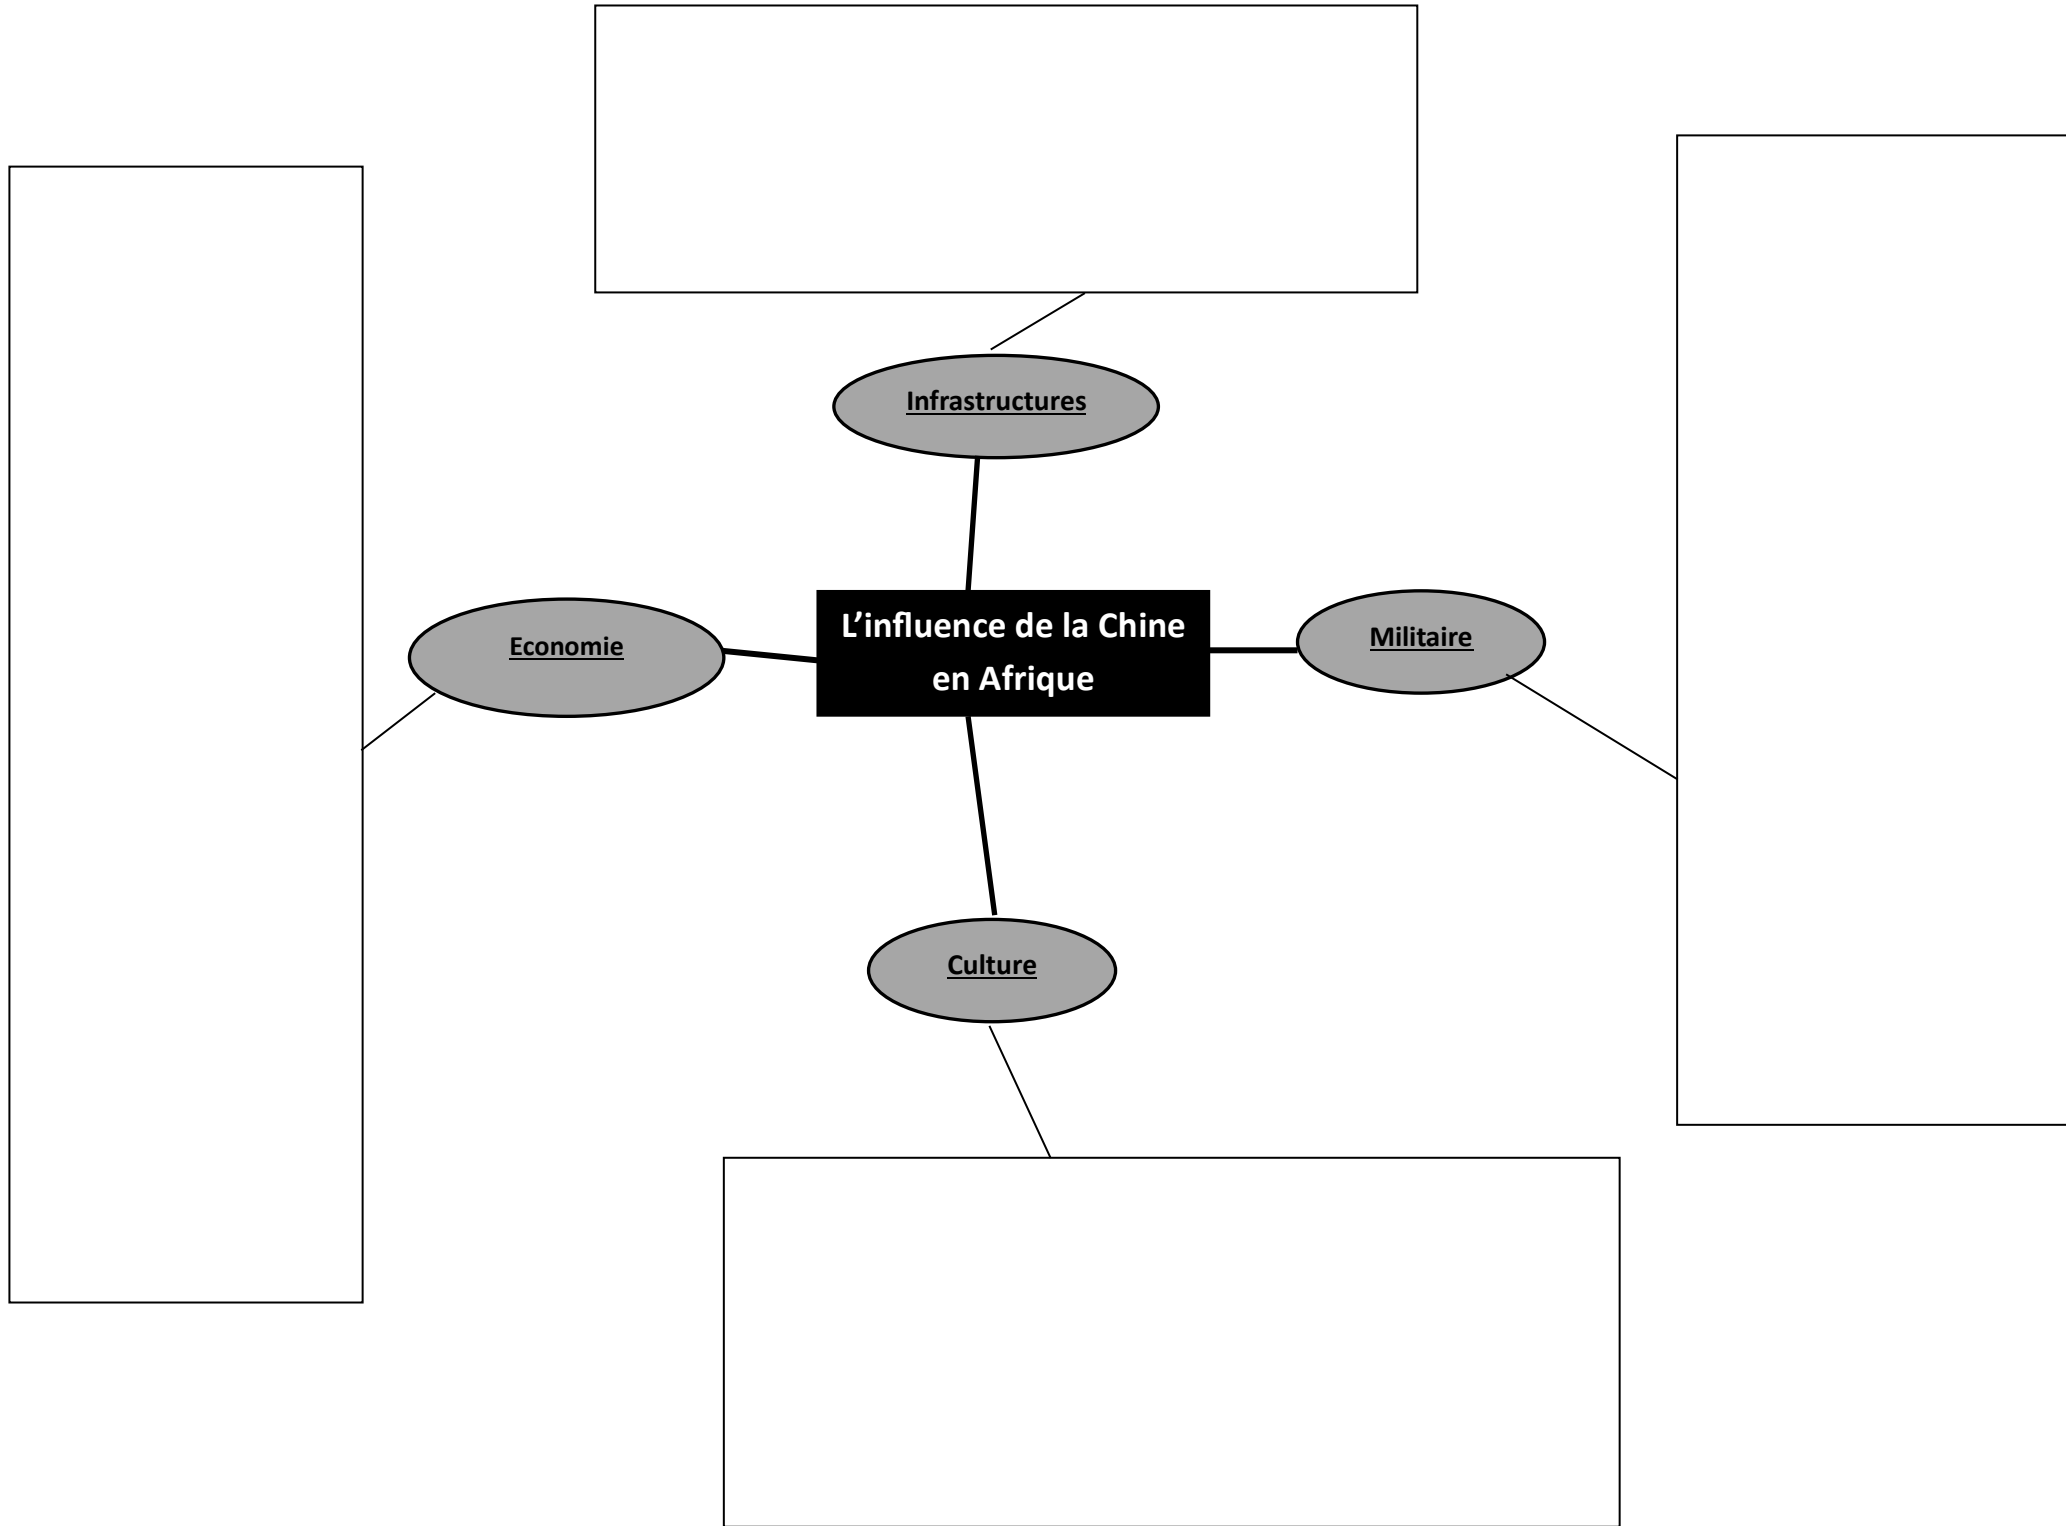 Infrastructures
Economie
L’influence de la Chine
en Afrique
Militaire
Culture